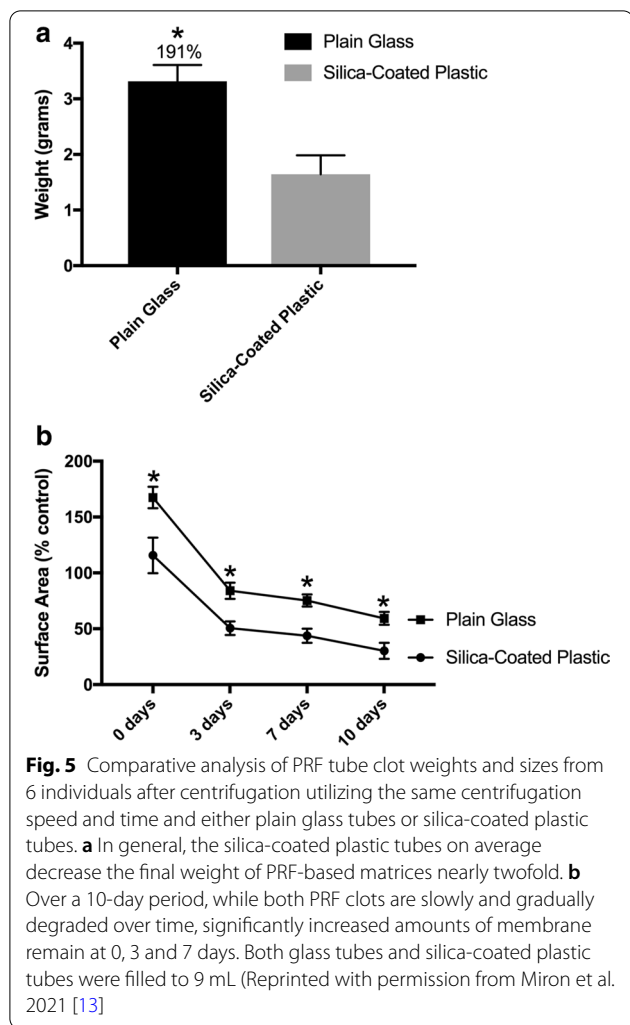 a
4
*
191%
Plain Glass
Silica-Coated Plastic
3
2
1
0
Weight (grams)
Plain Glass
Silica-Coated Plastic
b
200
150
100
50
0
Surface Area (% control)
*
*
*
*
Plain Glass
Silica-Coated Plastic
0 days
3 days
7 days
10 days
Fig. 5 Comparative analysis of PRF tube clot weights and sizes from
6 individuals after centrifugation utilizing the same centrifugation
speed and time and either plain glass tubes or silica-coated plastic
tubes. a In general, the silica-coated plastic tubes on average
decrease the final weight of PRF-based matrices nearly twofold. b
Over a 10-day period, while both PRF clots are slowly and gradually
degraded over time, significantly increased amounts of membrane
remain at 0, 3 and 7 days. Both glass tubes and silica-coated plastic
tubes were filled to 9 mL (Reprinted with permission from Miron et al.
2021 [13]